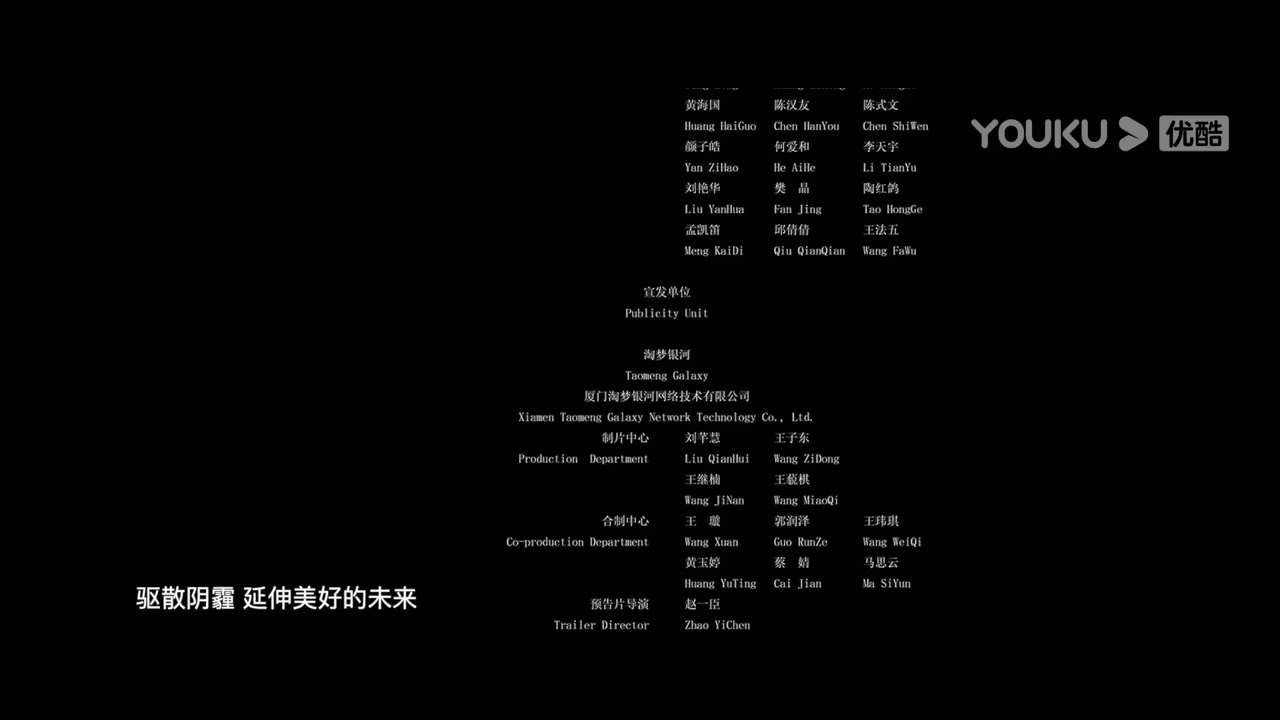 黄海国 陈汉友 陈式文
Huang HaiGuo Chen HanYou Chen ShiWen
YOUKU 优酷
颜子皓 何爱和 李天宇
Yan ZiHao He AiHe Li TianYu
刘艳华 樊 晶 陶红鸽
Liu YanHua Fan Jing Tao HongGe
孟凯笛 邱倩倩 王法五
Meng KaiDi Qiu QianQian Wang FaWu
宣发单位
Publicity Unit
淘梦银河
Taomeng Galaxy
厦门淘梦银河网络技术有限公司
Xiamen Taomeng Galaxy Network Technology Co., Ltd.
制片中心 刘芊慧 王子东
Production Department Liu QianHui Wang ZiDong
王继楠 王藐棋
Wang JiNan Wang MiaoQi
合制中心 王 璇 郭润泽 王玮琪
Co-production Department Wang Xuan Guo RunZe Wang WeiQi
黄玉婷 蔡 婧 马思云
Huang YuTing Cai Jian Ma SiYun
预告片导演 赵一臣
Trailer Director Zhao YiChen
驱散阴霾 延伸美好的未来